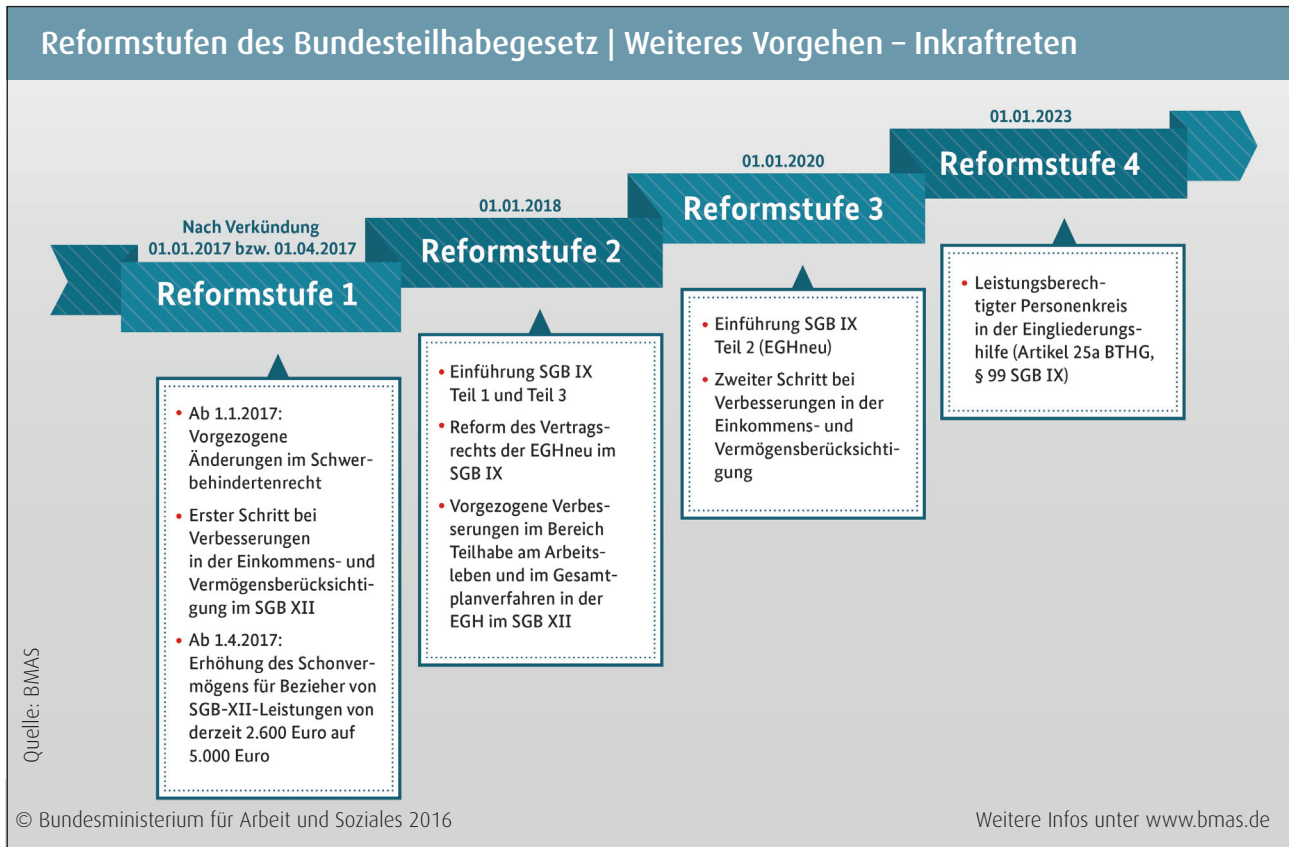 Reformstufen des Bundesteilhabegesetz | Weiteres Vorgehen – Inkraftreten
Nach Verkündung
01.01.2017 bzw. 01.04.2017
Reformstufe 1
• Ab 1.1.2017:
Vorgezogene
Änderungen im Schwer-
behindertenrecht
• Erster Schritt bei
Verbesserungen
in der Einkommens- und
Vermögensberücksichti-
gung im SGB XII
• Ab 1.4.2017:
Erhöhung des Schonver-
mögens für Bezieher von
SGB-XII-Leistungen von
derzeit 2.600 Euro auf
5.000 Euro
01.01.2018
Reformstufe 2
• Einführung SGB IX
Teil 1 und Teil 3
• Reform des Vertrags-
rechts der EGHneu im
SGB IX
• Vorgezogene Verbes-
serungen im Bereich
Teilhabe am Arbeits-
leben und im Gesamt-
planverfahren in der
EGH im SGB XII
01.01.2020
Reformstufe 3
• Einführung SGB IX
Teil 2 (EGHneu)
• Zweiter Schritt bei
Verbesserungen in der
Einkommens- und
Vermögensberücksichti-
gung
01.01.2023
Reformstufe 4
• Leistungsberech-
tigter Personenkreis
in der Eingliederungs-
hilfe (Artikel 25a BTHG,
§ 99 SGB IX)
Quelle: BMAS
© Bundesministerium für Arbeit und Soziales 2016
Weitere Infos unter www.bmas.de